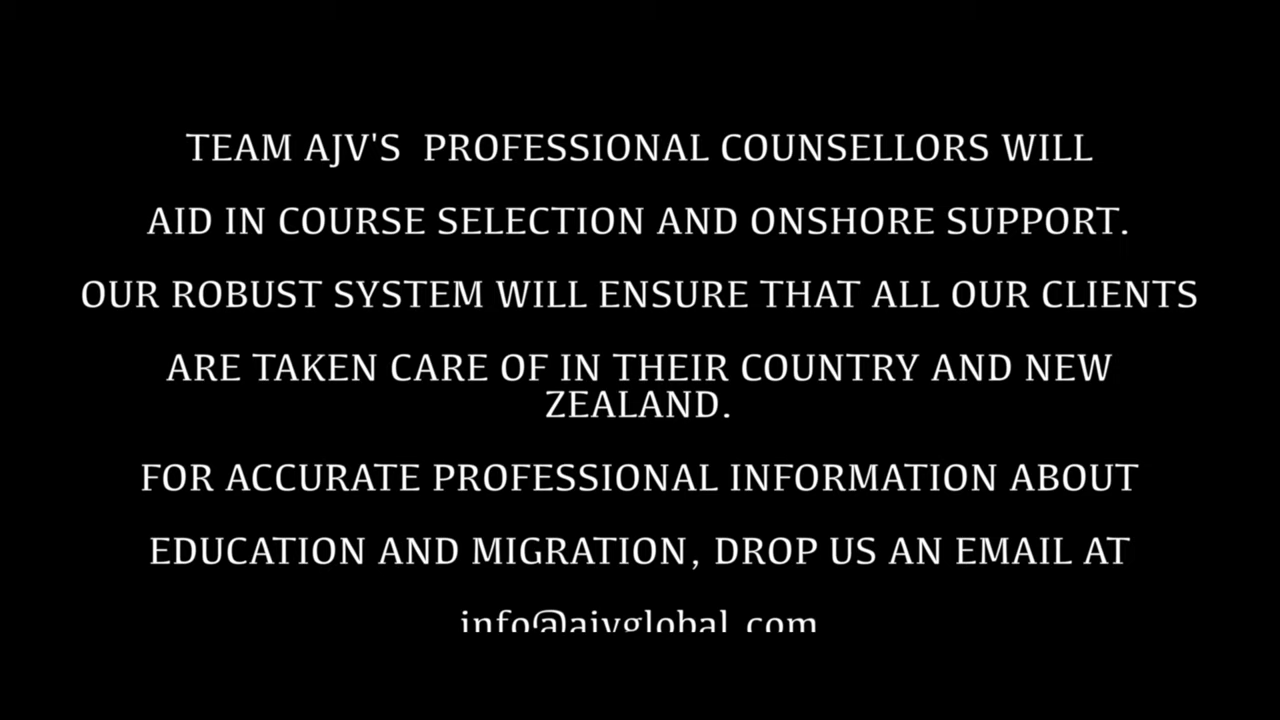 TEAM AJV'S  PROFESSIONAL COUNSELLORS WILL
AID IN COURSE SELECTION AND ONSHORE SUPPORT.
OUR ROBUST SYSTEM WILL ENSURE THAT ALL OUR CLIENTS
ARE TAKEN CARE OF IN THEIR COUNTRY AND NEW
ZEALAND.
FOR ACCURATE PROFESSIONAL INFORMATION ABOUT
EDUCATION AND MIGRATION, DROP US AN EMAIL AT
info@ajvglobal.com